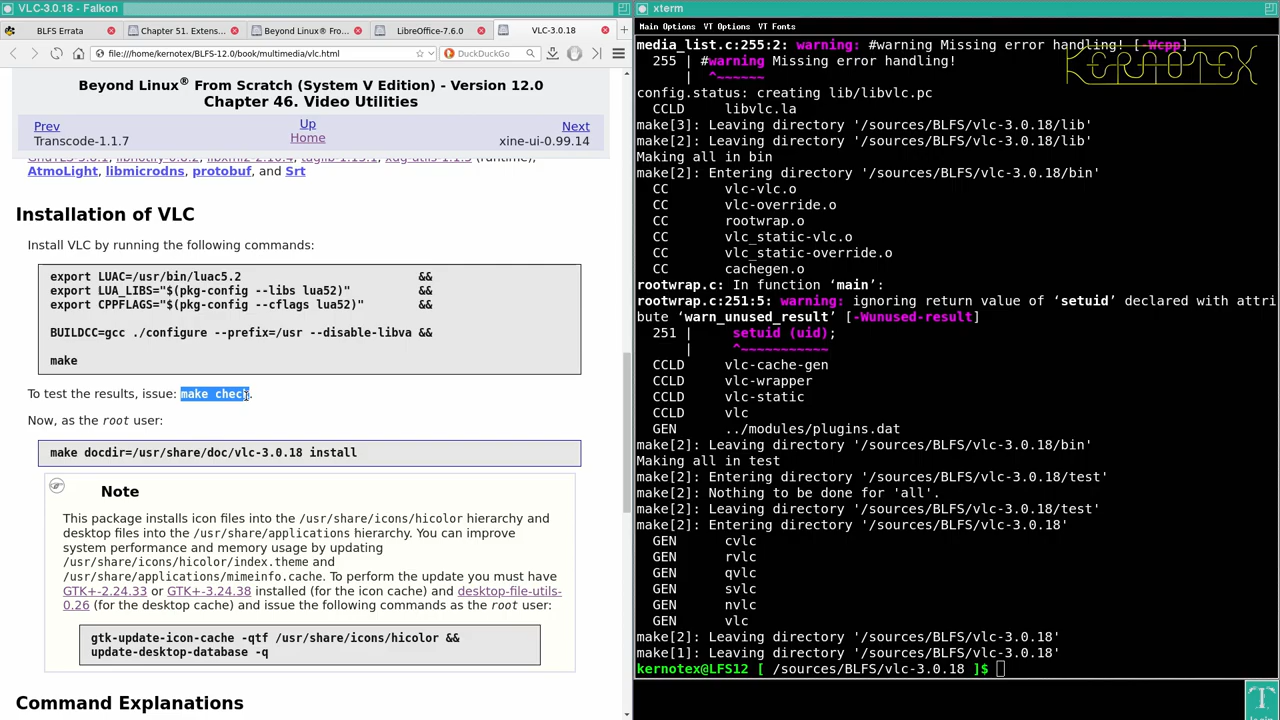 VLC-3.0.18 - Falkon
BLFS Errata
Chapter 51. Extens...
Beyond Linux® Fro...
LibreOffice-7.6.0
VLC-3.0.18
file:///home/kernotex/BLFS-12.0/book/multimedia/vlc.html
DuckDuckGo
Beyond Linux® From Scratch (System V Edition) - Version 12.0
Chapter 46. Video Utilities
Prev
Up
Next
Transcode-1.1.7
Home
xine-ui-0.99.14
GnuTLS-3.8.1, libnotify-0.8.2, libxml2-2.10.4, taglib-1.13.1, xdg-utils-1.1.3 (runtime),
AtmoLight, libmicrodns, protobuf, and Srt
Installation of VLC
Install VLC by running the following commands:
export LUAC=/usr/bin/luac5.2 &&
export LUA_LIBS="$(pkg-config --libs lua52)" &&
export CPPFLAGS="$(pkg-config --cflags lua52)" &&
BUILDCC=gcc ./configure --prefix=/usr --disable-libva &&
make
To test the results, issue: make check.
Now, as the root user:
make docdir=/usr/share/doc/vlc-3.0.18 install
Note
This package installs icon files into the /usr/share/icons/hicolor hierarchy and
desktop files into the /usr/share/applications hierarchy. You can improve
system performance and memory usage by updating
/usr/share/icons/hicolor/index.theme and
/usr/share/applications/mimeinfo.cache. To perform the update you must have
GTK+-2.24.33 or GTK+-3.24.38 installed (for the icon cache) and desktop-file-utils-
0.26 (for the desktop cache) and issue the following commands as the root user:
gtk-update-icon-cache -qtf /usr/share/icons/hicolor &&
update-desktop-database -q
Command Explanations
xterm
Main Options VT Options VT Fonts
media_list.c:255:2: warning: #warning Missing error handling! [-Wcpp]
255 | #warning Missing error handling!
| ^~~~~~~
config.status: creating lib/libvlc.pc
CCLD libvlc.la
make[3]: Leaving directory '/sources/BLFS/vlc-3.0.18/lib'
make[2]: Leaving directory '/sources/BLFS/vlc-3.0.18/lib'
Making all in bin
make[2]: Entering directory '/sources/BLFS/vlc-3.0.18/bin'
CC vlc-vlc.o
CC vlc-override.o
CC rootwrap.o
CC vlc_static-vlc.o
CC vlc_static-override.o
CC cachegen.o
rootwrap.c: In function ‘main’:
rootwrap.c:251:5: warning: ignoring return value of ‘setuid’ declared with attri
bute ‘warn_unused_result’ [-Wunused-result]
251 | setuid (uid);
| ^~~~~~~~~~~~
CCLD vlc-cache-gen
CCLD vlc-wrapper
CCLD vlc-static
CCLD vlc
GEN ../modules/plugins.dat
make[2]: Leaving directory '/sources/BLFS/vlc-3.0.18/bin'
Making all in test
make[2]: Entering directory '/sources/BLFS/vlc-3.0.18/test'
make[2]: Nothing to be done for 'all'.
make[2]: Leaving directory '/sources/BLFS/vlc-3.0.18/test'
make[2]: Entering directory '/sources/BLFS/vlc-3.0.18'
GEN cvlc
GEN rvlc
GEN qvlc
GEN svlc
GEN nvlc
GEN vlc
make[2]: Leaving directory '/sources/BLFS/vlc-3.0.18'
make[1]: Leaving directory '/sources/BLFS/vlc-3.0.18'
kernotex@LFS12 [ /sources/BLFS/vlc-3.0.18 ]$
KERNOTEX